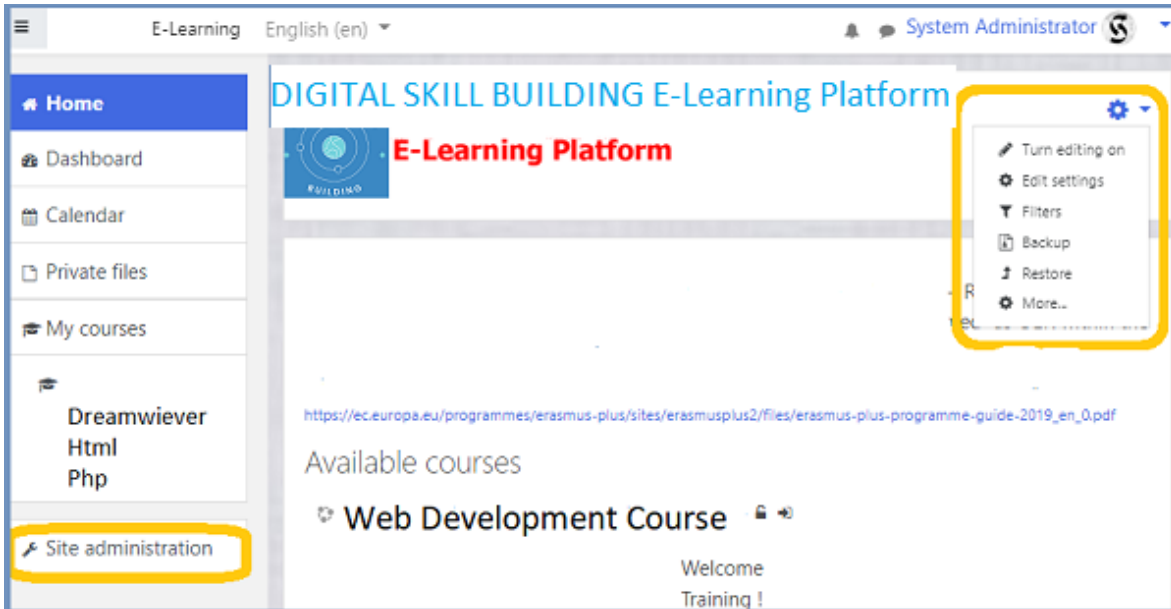 E-Learning English (en)
System Administrator
Home
Dashboard
Calendar
Private files
My courses
Dreamwiever
Html
Php
Site administration
DIGITAL SKILL BUILDING E-Learning Platform
BUILDING
E-Learning Platform
Turn editing on
Edit settings
Filters
Backup
Restore
More...
https://ec.europa.eu/programmes/erasmus-plus/sites/erasmusplus2/files/erasmus-plus-programme-guide-2019_en_0.pdf
Available courses
Web Development Course
Welcome
Training !